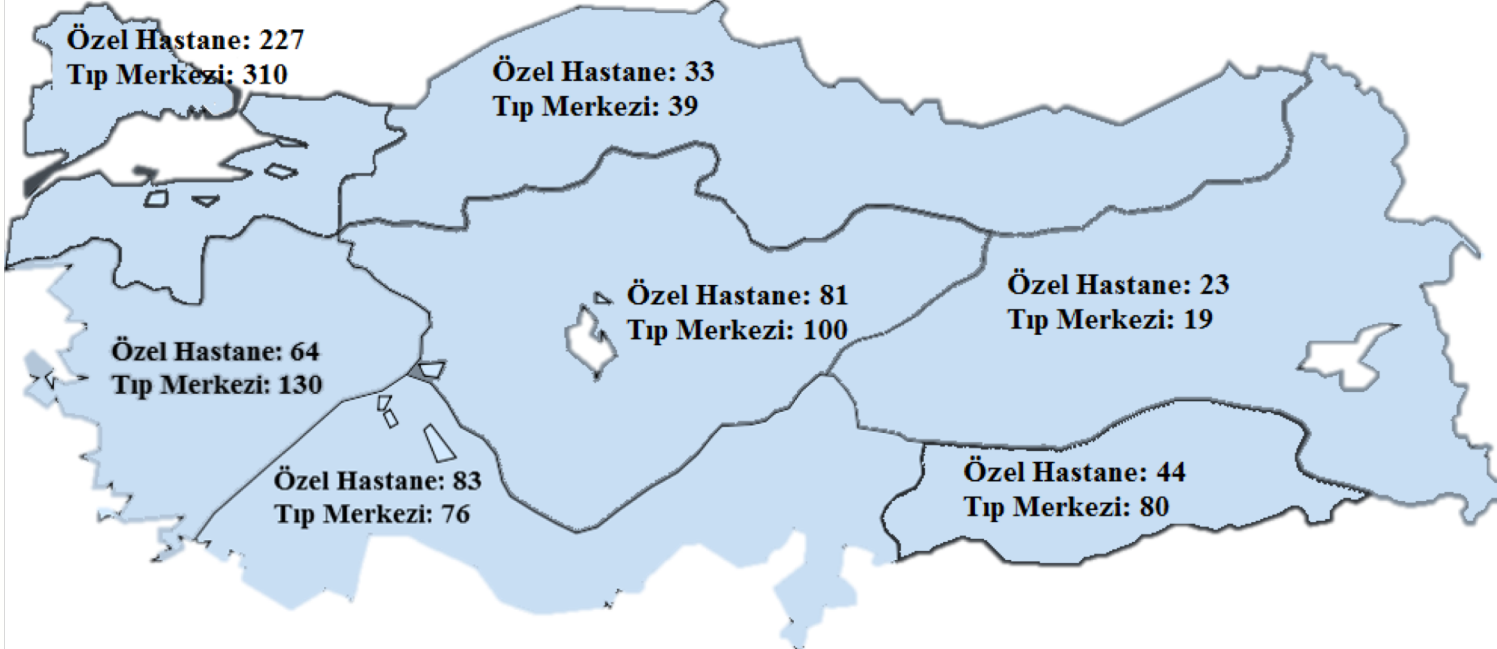 Özel Hastane: 227
Tıp Merkezi: 310
Özel Hastane: 33
Tıp Merkezi: 39
Özel Hastane: 81
Tıp Merkezi: 100
Özel Hastane: 23
Tıp Merkezi: 19
Özel Hastane: 64
Tıp Merkezi: 130
Özel Hastane: 83
Tıp Merkezi: 76
Özel Hastane: 44
Tıp Merkezi: 80